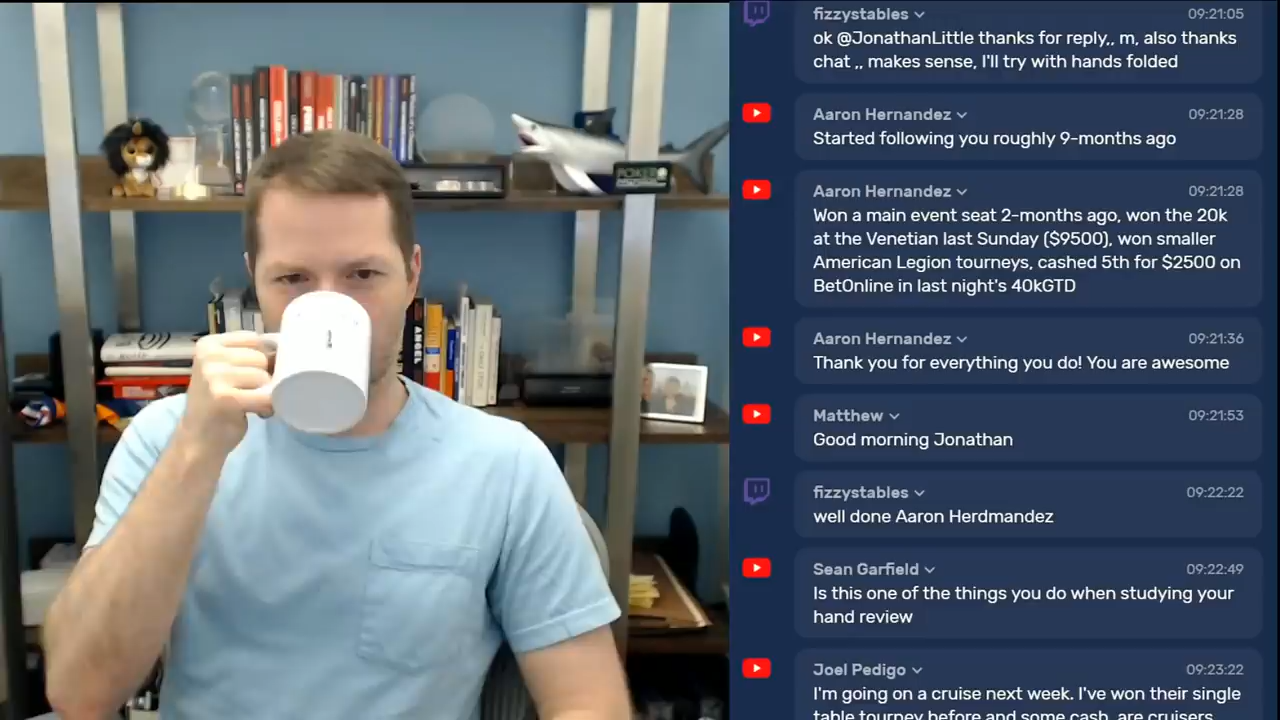 fizzystables 09:21:05
ok @JonathanLittle thanks for reply,, m, also thanks
chat ,, makes sense, I'll try with hands folded
Aaron Hernandez 09:21:28
Started following you roughly 9-months ago
Aaron Hernandez 09:21:28
Won a main event seat 2-months ago, won the 20k
at the Venetian last Sunday ($9500), won smaller
American Legion tourneys, cashed 5th for $2500 on
BetOnline in last night's 40kGTD
Aaron Hernandez 09:21:36
Thank you for everything you do! You are awesome
Matthew 09:21:53
Good morning Jonathan
fizzystables 09:22:22
well done Aaron Herdmandez
Sean Garfield 09:22:49
Is this one of the things you do when studying your
hand review
Joel Pedigo 09:23:22
I'm going on a cruise next week. I've won their single
table tourney before and some cash, are cruisers
POKER
ANGEL